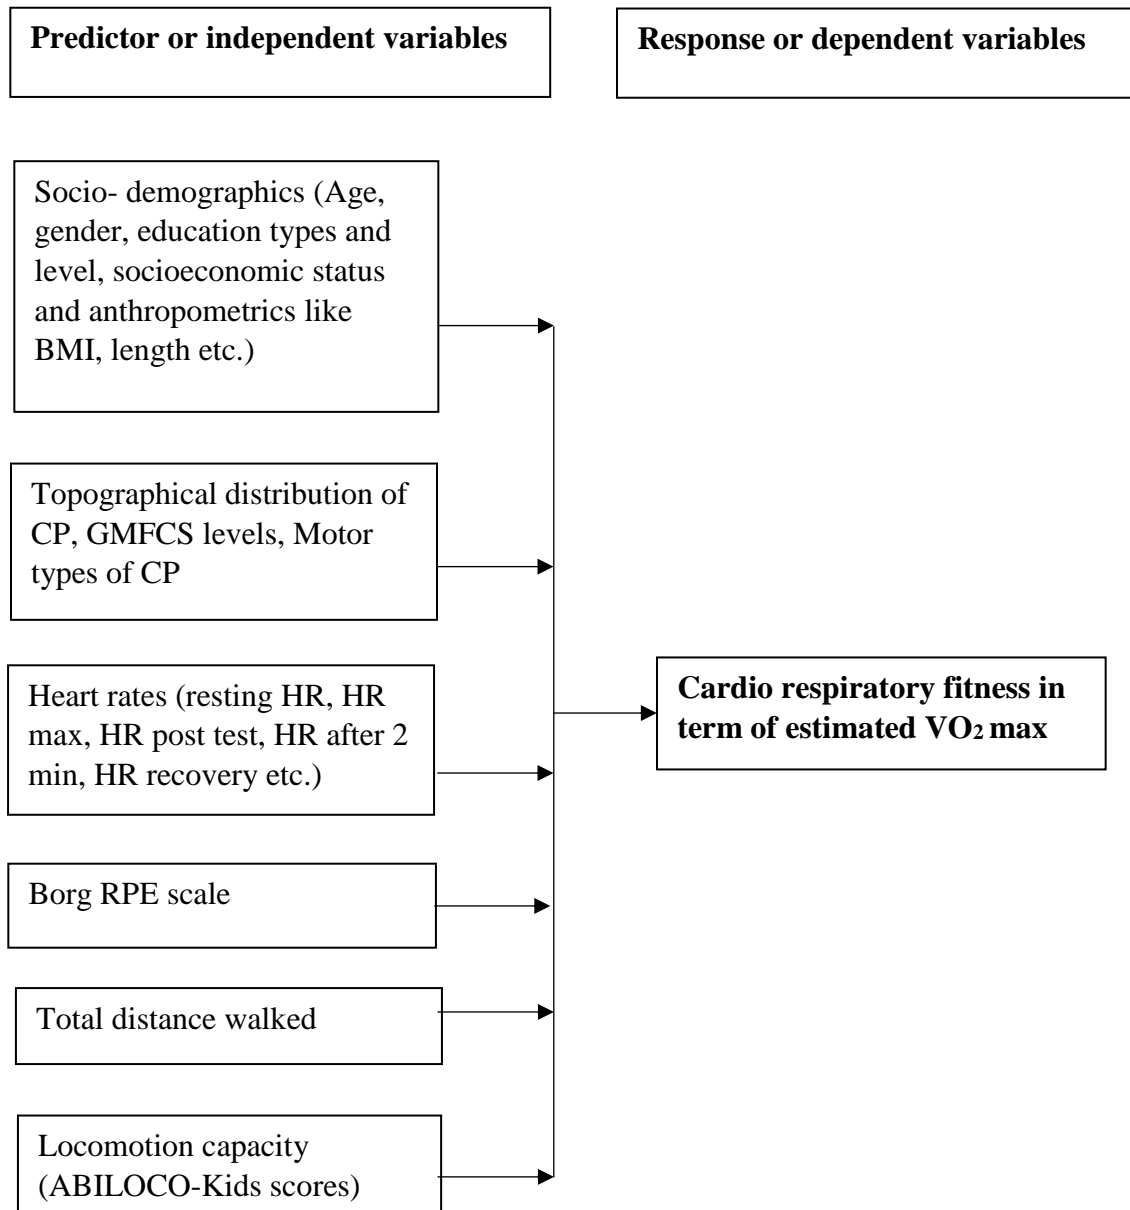 Predictor or independent variables
Response or dependent variables
Socio- demographics (Age,
gender, education types and
level, socioeconomic status
and anthropometrics like
BMI, length etc.)
Topographical distribution of
CP, GMFCS levels, Motor
types of CP
Heart rates (resting HR, HR
max, HR post test, HR after 2
min, HR recovery etc.)
Cardio respiratory fitness in
term of estimated VO₂ max
Borg RPE scale
Total distance walked
Locomotion capacity
(ABILOCO-Kids scores)